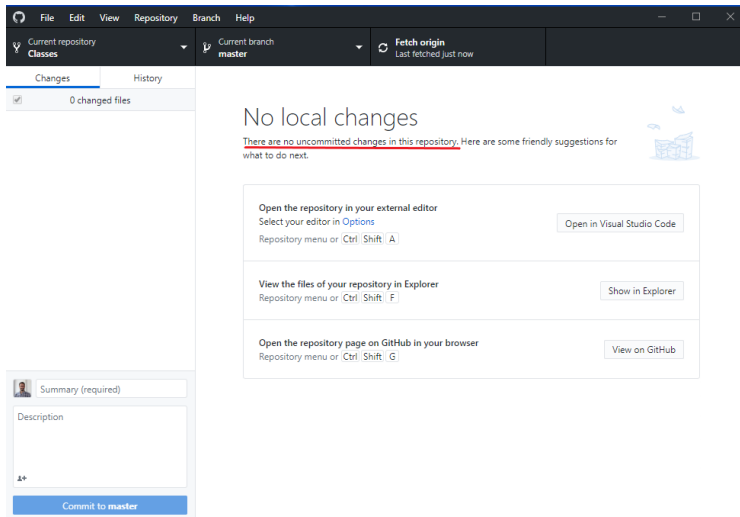 File Edit View Repository Branch Help
Current repository
Classes
Current branch
master
Fetch origin
Last fetched just now
Changes History
0 changed files
No local changes
There are no uncommitted changes in this repository. Here are some friendly suggestions for
what to do next.
Open the repository in your external editor
Select your editor in Options
Repository menu or Ctrl Shift A
Open in Visual Studio Code
View the files of your repository in Explorer
Repository menu or Ctrl Shift F
Show in Explorer
Open the repository page on GitHub in your browser
Repository menu or Ctrl Shift G
View on GitHub
Summary (required)
Description
Commit to master